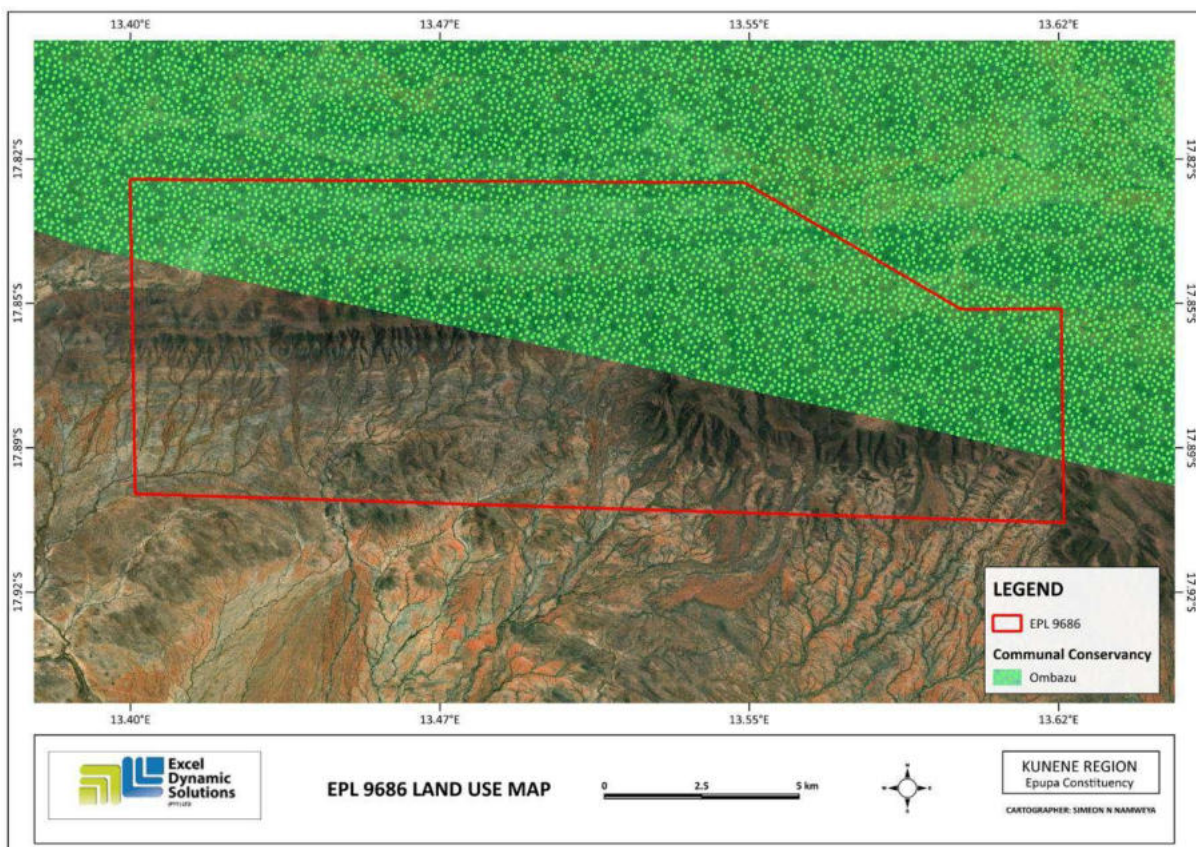 13.40°E 13.47°E 13.55°E 13.62°E
17.82°S 17.82°S
17.85°S 17.85°S
17.89°S 17.89°S
17.92°S 17.92°S
LEGEND
EPL 9686
Communal Conservancy
Ombazu
13.40°E 13.47°E 13.55°E 13.62°E
Excel
Dynamic
Solutions
(PTY) LTD
EPL 9686 LAND USE MAP
0 2.5 5 km
KUNENE REGION
Epupa Constituency
CARTOGRAPHER: SIMEON N NAMWEYA